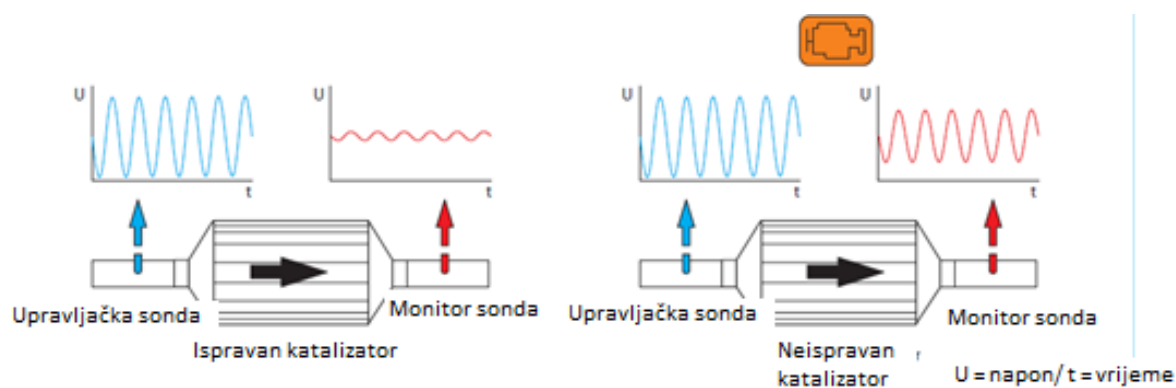 U
t
U
t
U
t
U
t
Upravljačka sonda
Monitor sonda
Ispravan katalizator
Upravljačka sonda
Monitor sonda
Neispravan
katalizator
U = napon/ t = vrijeme